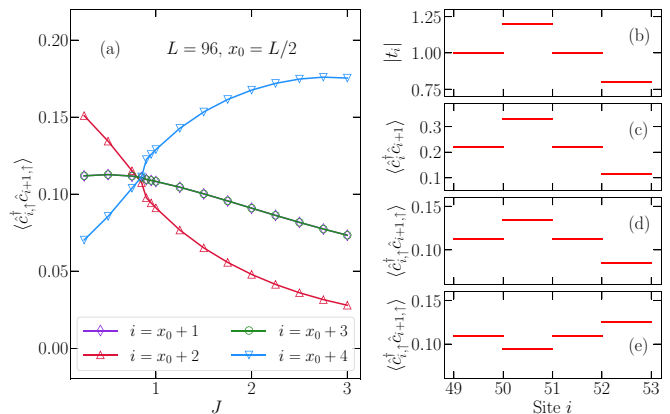 0.20
0.15
0.10
0.05
0.00
⟨ĉ†i,↑ĉi+1,↑⟩
(a)
L = 96, x₀ = L/2
i = x₀ + 1
i = x₀ + 3
i = x₀ + 2
i = x₀ + 4
1
2
3
J
1.25
1.00
0.75
|tᵢ|
(b)
0.3
0.2
0.1
⟨ĉ†iĉi+1⟩
(c)
0.15
0.10
⟨ĉ†i,↑ĉi+1,↑⟩
(d)
0.15
0.10
⟨ĉ†i,↑ĉi+1,↑⟩
(e)
49
50
51
52
53
Site i